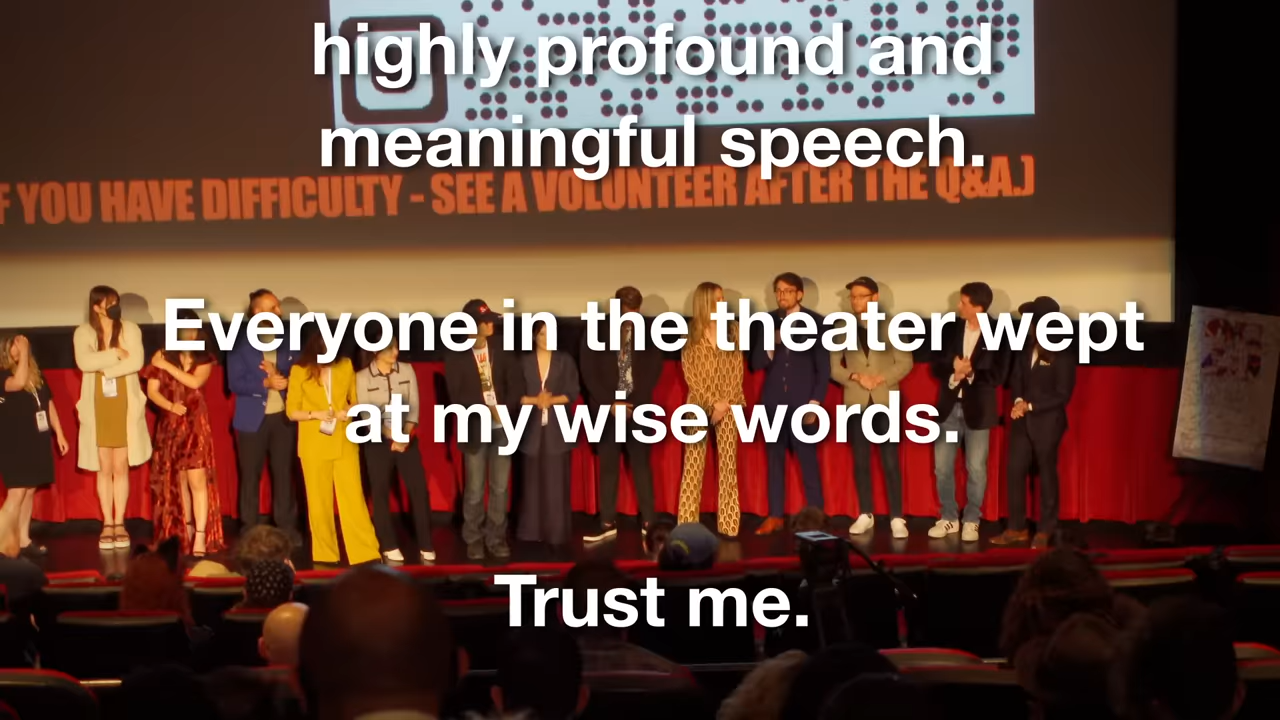 highly profound and
meaningful speech.
F YOU HAVE DIFFICULTY - SEE A VOLUNTEER AFTER THE Q&A.)
Everyone in the theater wept
at my wise words.
Trust me.